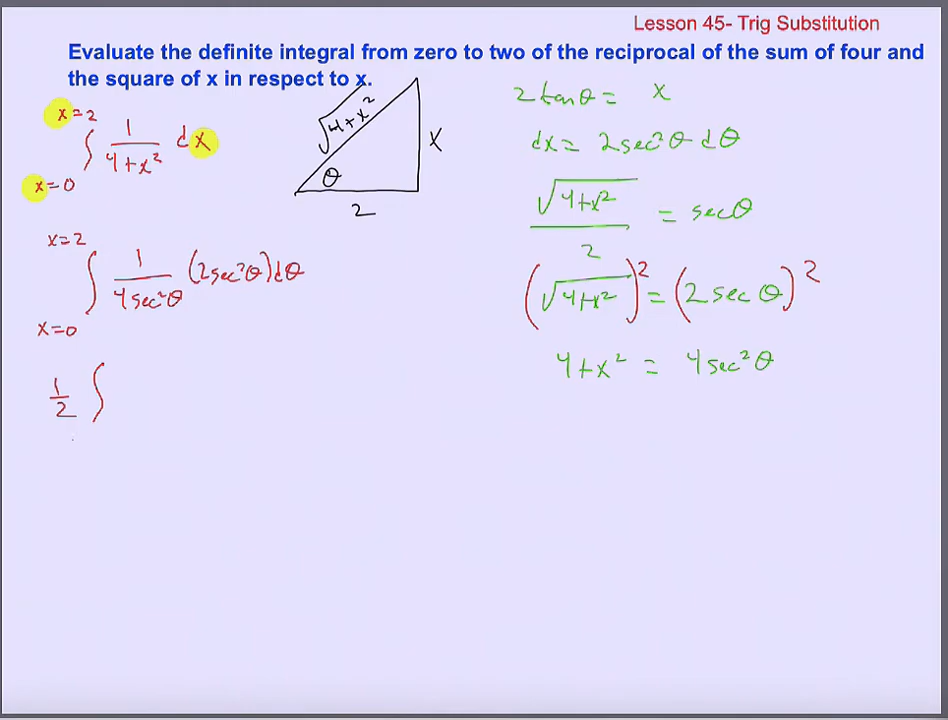 Lesson 45- Trig Substitution
Evaluate the definite integral from zero to two of the reciprocal of the sum of four and
the square of x in respect to x.
x=2
∫ 1/(4+x²) dx
x=0
√(4+x²)
θ
x
2
2tanθ = x
dx = 2sec²θ dθ
√(4+x²)/2 = secθ
(√(4+x²))² = (2 sec θ)²
4+x² = 4sec²θ
x=2
∫ 1/(4sec²θ) (2sec²θ)dθ
x=0
1/2 ∫